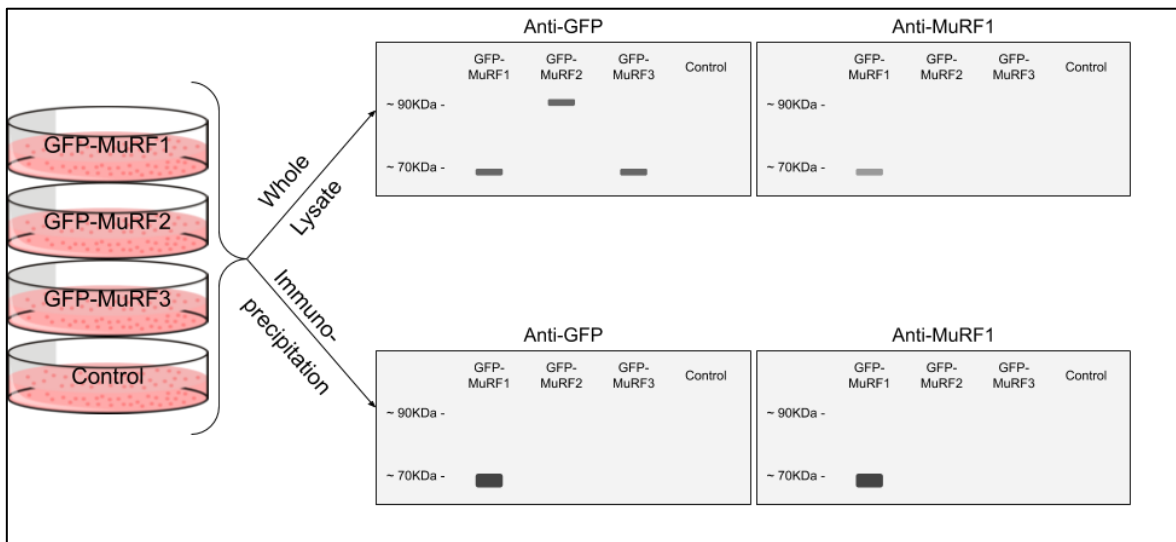 GFP-MuRF1
GFP-MuRF2
GFP-MuRF3
Control
Whole
Lysate
Immuno-
precipitation
Anti-GFP
GFP-
MuRF1
GFP-
MuRF2
GFP-
MuRF3
Control
~ 90KDa -
~ 70KDa -
Anti-MuRF1
GFP-
MuRF1
GFP-
MuRF2
GFP-
MuRF3
Control
~ 90KDa -
~ 70KDa -
Anti-GFP
GFP-
MuRF1
GFP-
MuRF2
GFP-
MuRF3
Control
~ 90KDa -
~ 70KDa -
Anti-MuRF1
GFP-
MuRF1
GFP-
MuRF2
GFP-
MuRF3
Control
~ 90KDa -
~ 70KDa -